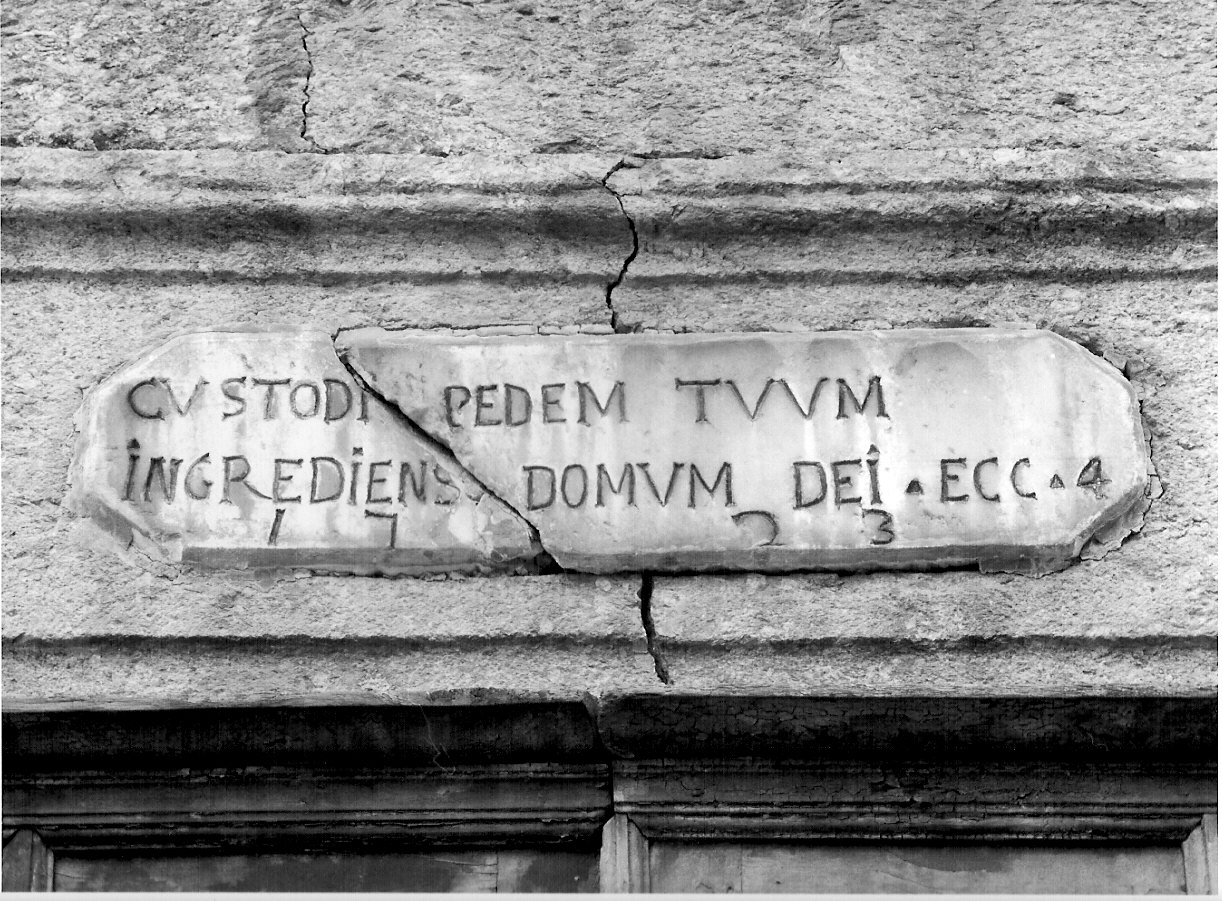 CVSTODI PEDEM TVVM
INGREDIENS DOMVM DEI . ECC . 4
1 7 2 3